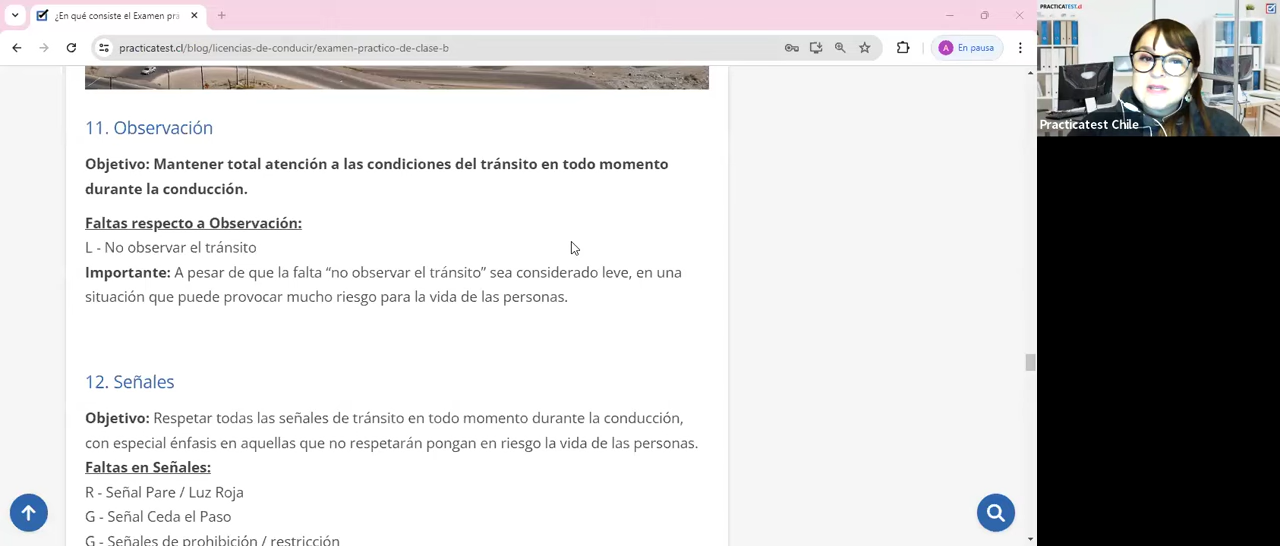 ¿En qué consiste el Examen pra
practicatest.cl/blog/licencias-de-conducir/examen-practico-de-clase-b
A
En pausa
PRACTICATEST.cl
Practicatest Chile
11. Observación
Objetivo: Mantener total atención a las condiciones del tránsito en todo momento
durante la conducción.
Faltas respecto a Observación:
L - No observar el tránsito
Importante: A pesar de que la falta “no observar el tránsito” sea considerado leve, en una
situación que puede provocar mucho riesgo para la vida de las personas.
12. Señales
Objetivo: Respetar todas las señales de tránsito en todo momento durante la conducción,
con especial énfasis en aquellas que no respetarán pongan en riesgo la vida de las personas.
Faltas en Señales:
R - Señal Pare / Luz Roja
G - Señal Ceda el Paso
G - Señales de prohibición / restricción